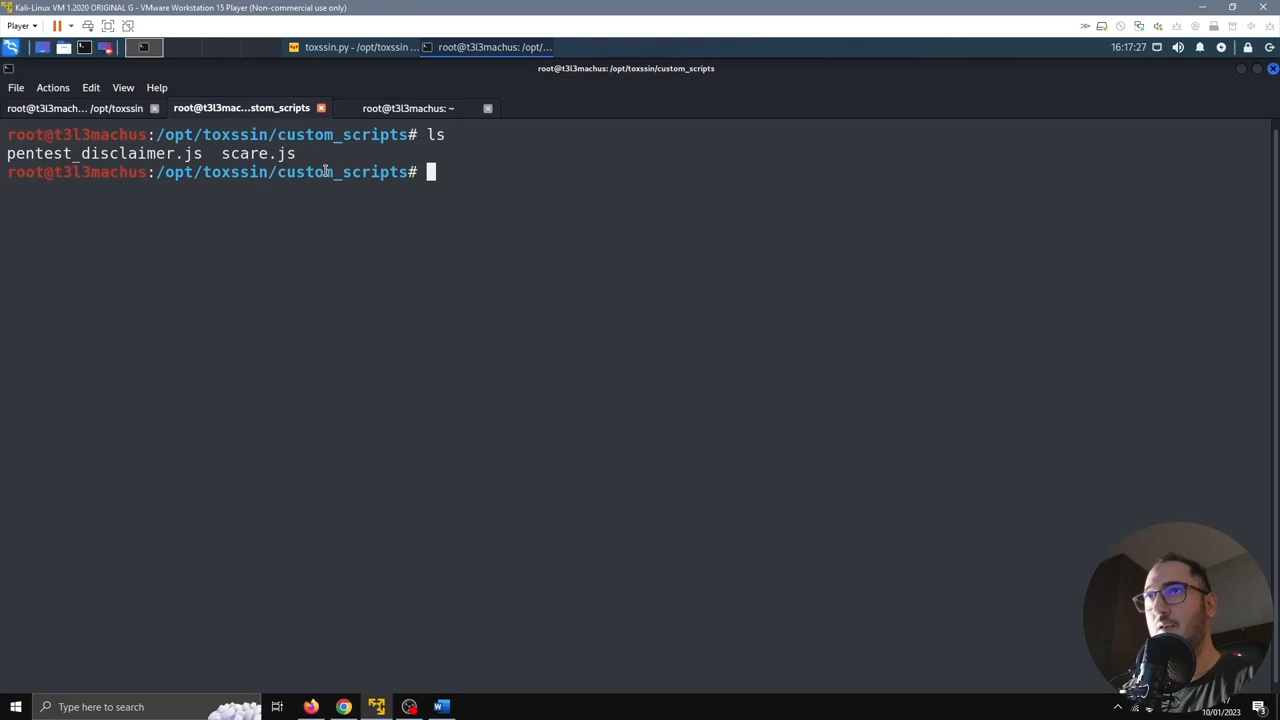 Kali-Linux VM 1.2020 ORIGINAL G - VMware Workstation 15 Player (Non-commercial use only)
Player
16:17:27
toxssin.py - /opt/toxssin ...
root@t3l3machus: /opt/...
root@t3l3machus: /opt/toxssin/custom_scripts
File Actions Edit View Help
root@t3l3mach... /opt/toxssin
root@t3l3mac...stom_scripts
root@t3l3machus: ~
root@t3l3machus:/opt/toxssin/custom_scripts# ls
pentest_disclaimer.js scare.js
root@t3l3machus:/opt/toxssin/custom_scripts#
Type here to search
10/01/2023
3